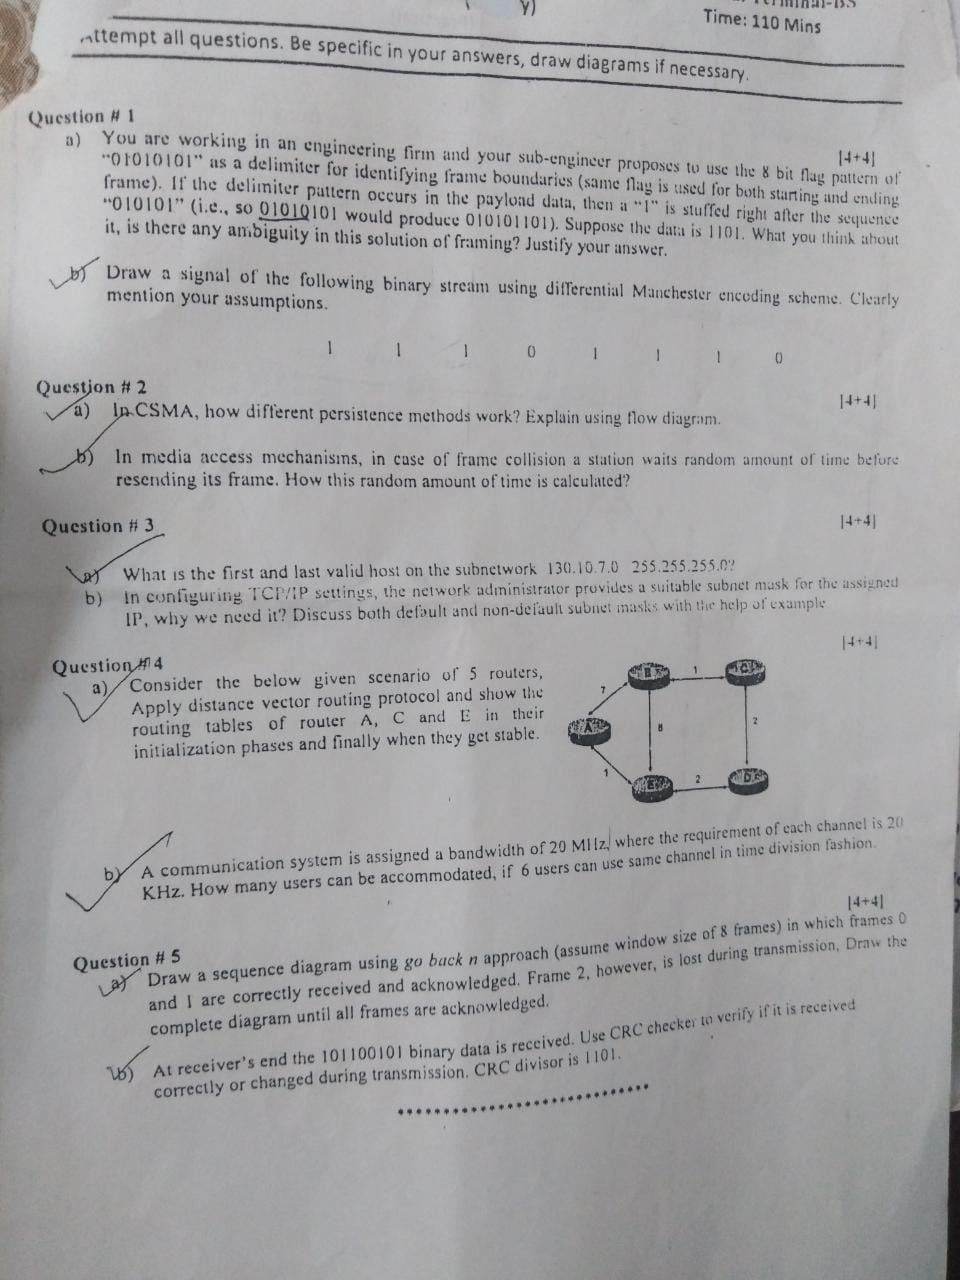 y)
Time: 110 Mins
Attempt all questions. Be specific in your answers, draw diagrams if necessary.
Question # 1
|4+4|
a) You are working in an engineering firm and your sub-engineer proposes to use the 8 bit flag pattern of
"01010101" as a delimiter for identifying frame boundaries (same flag is used for both starting and ending
frame). If the delimiter pattern occurs in the payload data, then a "1" is stuffed right after the sequence
"010101" (i.e., so 01010101 would produce 010101101). Suppose the data is 1101. What you think about
it, is there any ambiguity in this solution of framing? Justify your answer.
b) Draw a signal of the following binary stream using differential Manchester encoding scheme. Clearly
mention your assumptions.
1 1 1 0 1 1 1 0
Question # 2
|4+4|
a) In CSMA, how different persistence methods work? Explain using flow diagram.
b) In media access mechanisms, in case of frame collision a station waits random amount of time before
resending its frame. How this random amount of time is calculated?
Question # 3
|4+4|
a) What is the first and last valid host on the subnetwork 130.10.7.0 255.255.255.0?
b) In configuring TCP/IP settings, the network administrator provides a suitable subnet mask for the assigned
IP, why we need it? Discuss both default and non-default subnet masks with the help of example
|4+4|
Question # 4
a) Consider the below given scenario of 5 routers,
Apply distance vector routing protocol and show the
routing tables of router A, C and E in their
initialization phases and finally when they get stable.
B 1 C
7
A 8 2
1
E 2 D
b) A communication system is assigned a bandwidth of 20 MHz, where the requirement of each channel is 20
KHz. How many users can be accommodated, if 6 users can use same channel in time division fashion.
|4+4|
Question # 5
a) Draw a sequence diagram using go back n approach (assume window size of 8 frames) in which frames 0
and 1 are correctly received and acknowledged. Frame 2, however, is lost during transmission, Draw the
complete diagram until all frames are acknowledged.
b) At receiver's end the 101100101 binary data is received. Use CRC checker to verify if it is received
correctly or changed during transmission. CRC divisor is 1101.